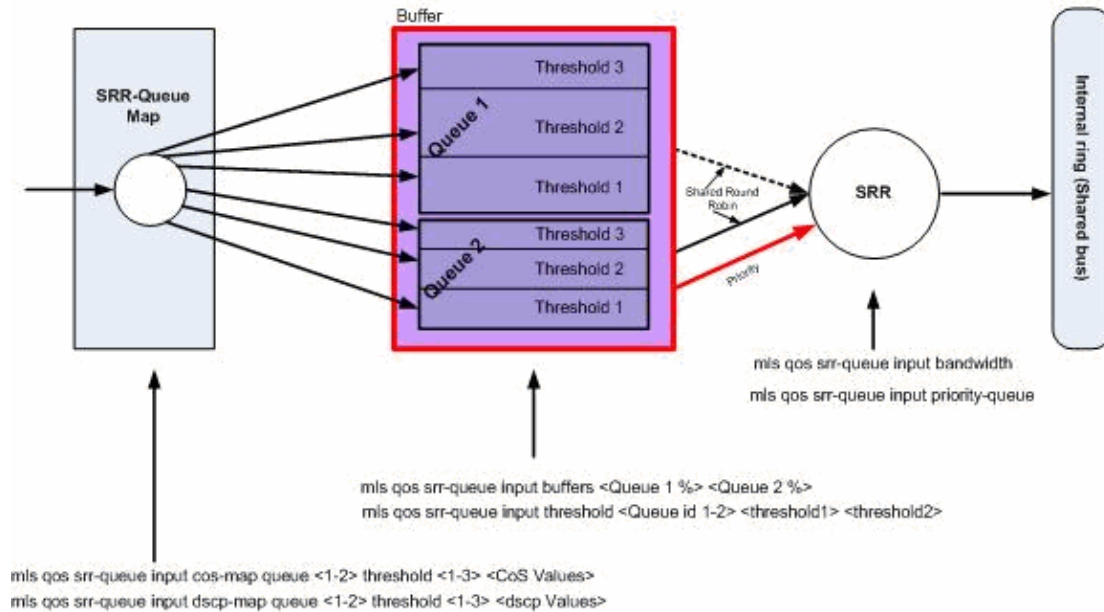 Buffer
SRR-Queue
Map
Queue 1
Threshold 3
Threshold 2
Threshold 1
Queue 2
Threshold 3
Threshold 2
Threshold 1
Shared Round
Robin
Priority
SRR
Internal ring (Shared bus)
mls qos srr-queue input bandwidth
mls qos srr-queue input priority-queue
mls qos srr-queue input buffers <Queue 1 %> <Queue 2 %>
mls qos srr-queue input threshold <Queue id 1-2> <threshold1> <threshold2>
mls qos srr-queue input cos-map queue <1-2> threshold <1-3> <CoS Values>
mls qos srr-queue input dscp-map queue <1-2> threshold <1-3> <dscp Values>